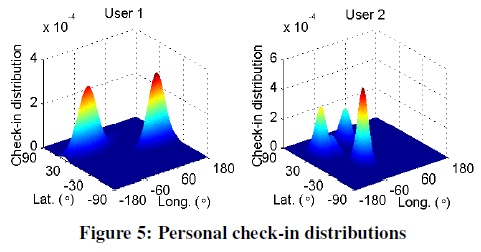 User 1
x 10-4
Check-in distribution
4
2
0
90
30
-30
-90
Lat. (°)
-180
-60
60
180
Long. (°)
User 2
x 10-4
Check-in distribution
6
4
2
0
90
30
-30
-90
Lat. (°)
-180
-60
60
180
Long. (°)
Figure 5: Personal check-in distributions